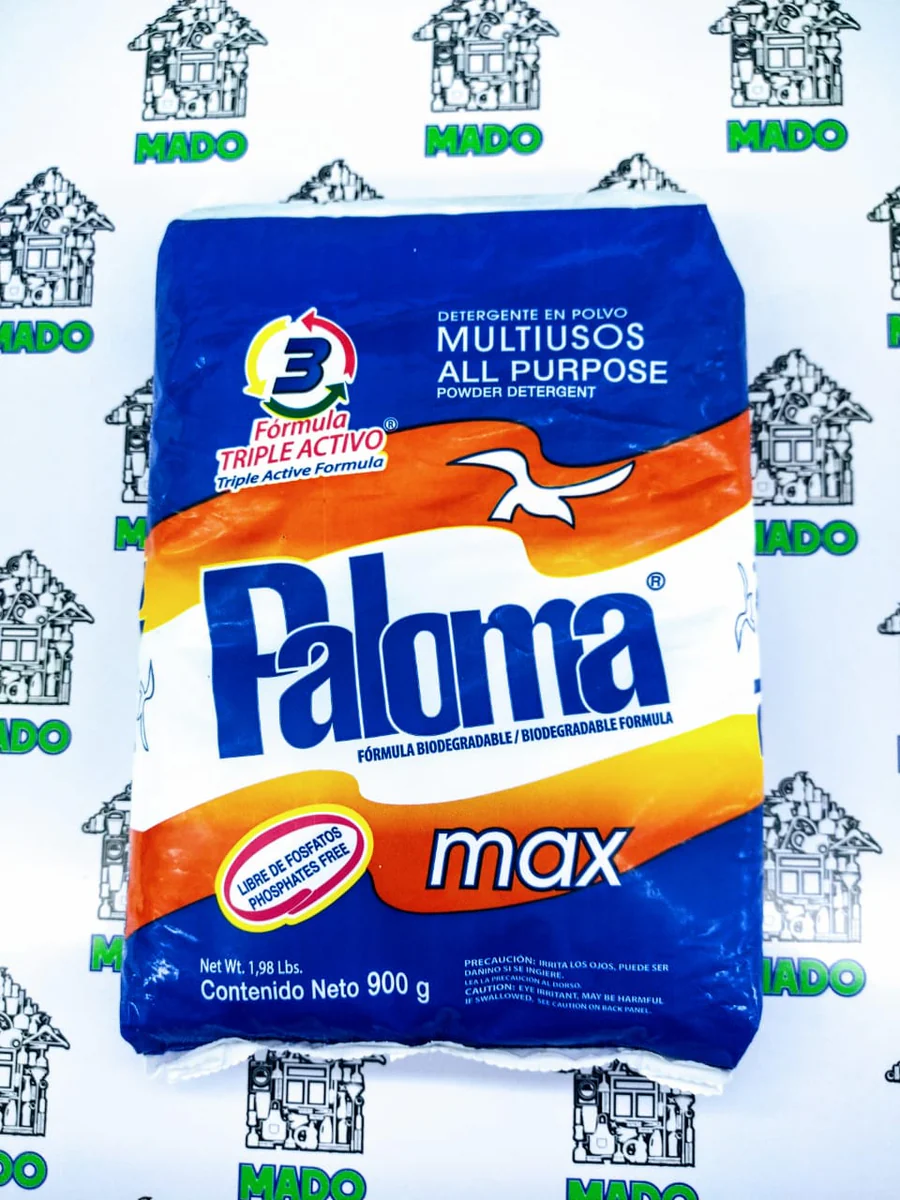 MADO
MADO
MADO
MADO
DETERGENTE EN POLVO
MULTIUSOS
ALL PURPOSE
POWDER DETERGENT
3
Fórmula
TRIPLE ACTIVO®
Triple Active Formula
MADO
Paloma®
FÓRMULA BIODEGRADABLE / BIODEGRADABLE FORMULA
max
LIBRE DE FOSFATOS
PHOSPHATES FREE
Net Wt. 1,98 Lbs.
Contenido Neto 900 g
PRECAUCIÓN: IRRITA LOS OJOS, PUEDE SER
DAÑINO SI SE INGIERE.
LEA LA PRECAUCIÓN AL DORSO.
CAUTION: EYE IRRITANT, MAY BE HARMFUL
IF SWALLOWED. SEE CAUTION ON BACK PANEL.
MADO
MADO
MADO